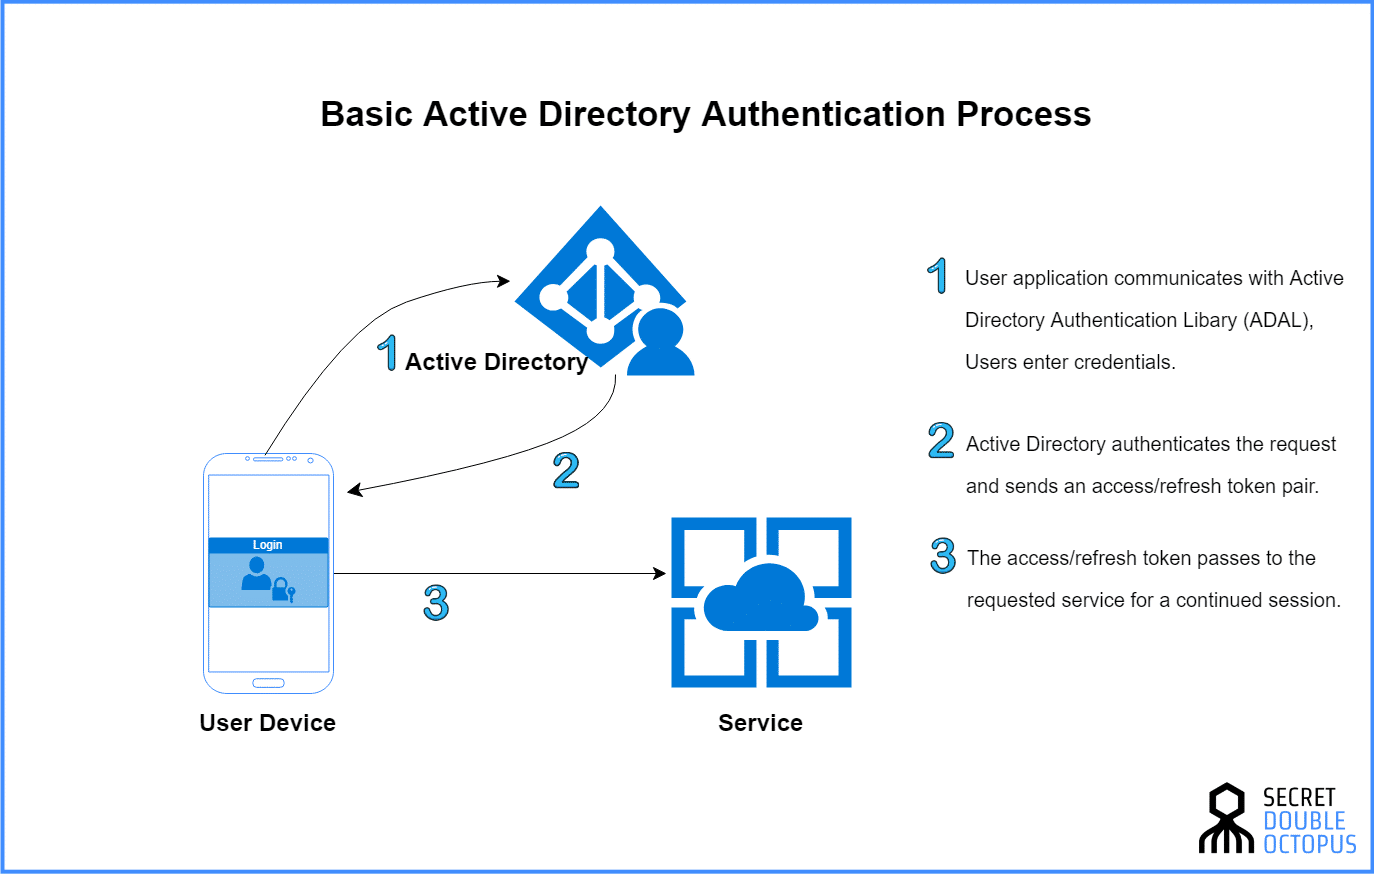 Basic Active Directory Authentication Process
1
Active Directory
2
Login
3
User Device
Service
1
User application communicates with Active
Directory Authentication Libary (ADAL),
Users enter credentials.
2
Active Directory authenticates the request
and sends an access/refresh token pair.
3
The access/refresh token passes to the
requested service for a continued session.
SECRET
DOUBLE
OCTOPUS